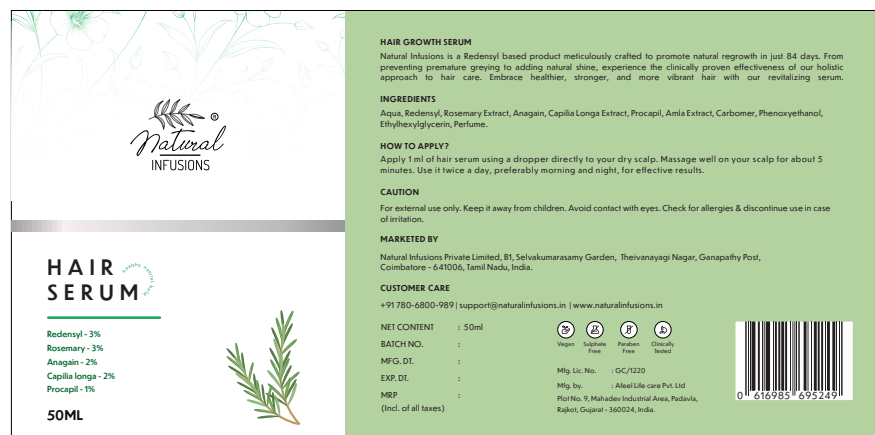 Natural ®
INFUSIONS
HAIR
SERUM
healthy natural hair
Redensyl - 3%
Rosemary - 3%
Anagain - 2%
Capilia longa - 2%
Procapil - 1%
50ML
HAIR GROWTH SERUM
Natural Infusions is a Redensyl based product meticulously crafted to promote natural regrowth in just 84 days. From
preventing premature greying to adding natural shine, experience the clinically proven effectiveness of our holistic
approach to hair care. Embrace healthier, stronger, and more vibrant hair with our revitalizing serum.
INGREDIENTS
Aqua, Redensyl, Rosemary Extract, Anagain, Capilia Longa Extract, Procapil, Amla Extract, Carbomer, Phenoxyethanol,
Ethylhexylglycerin, Perfume.
HOW TO APPLY?
Apply 1 ml of hair serum using a dropper directly to your dry scalp. Massage well on your scalp for about 5
minutes. Use it twice a day, preferably morning and night, for effective results.
CAUTION
For external use only. Keep it away from children. Avoid contact with eyes. Check for allergies & discontinue use in case
of irritation.
MARKETED BY
Natural Infusions Private Limited, B1, Selvakumarasamy Garden, Theivanayagi Nagar, Ganapathy Post,
Coimbatore - 641006, Tamil Nadu, India.
CUSTOMER CARE
+91 780-6800-989 | support@naturalinfusions.in | www.naturalinfusions.in
NET CONTENT : 50ml
BATCH NO. :
MFG. DT. :
EXP. DT. :
MRP :
(Incl. of all taxes)
Vegan
Sulphate
Free
Paraben
Free
Clinically
Tested
Mfg. Lic. No. : GC/1220
Mfg. by. : Aleel Life care Pvt. Ltd
Plot No. 9, Mahadev Industrial Area, Padavla,
Rajkot, Gujarat - 360024, India.
0 616985 695249